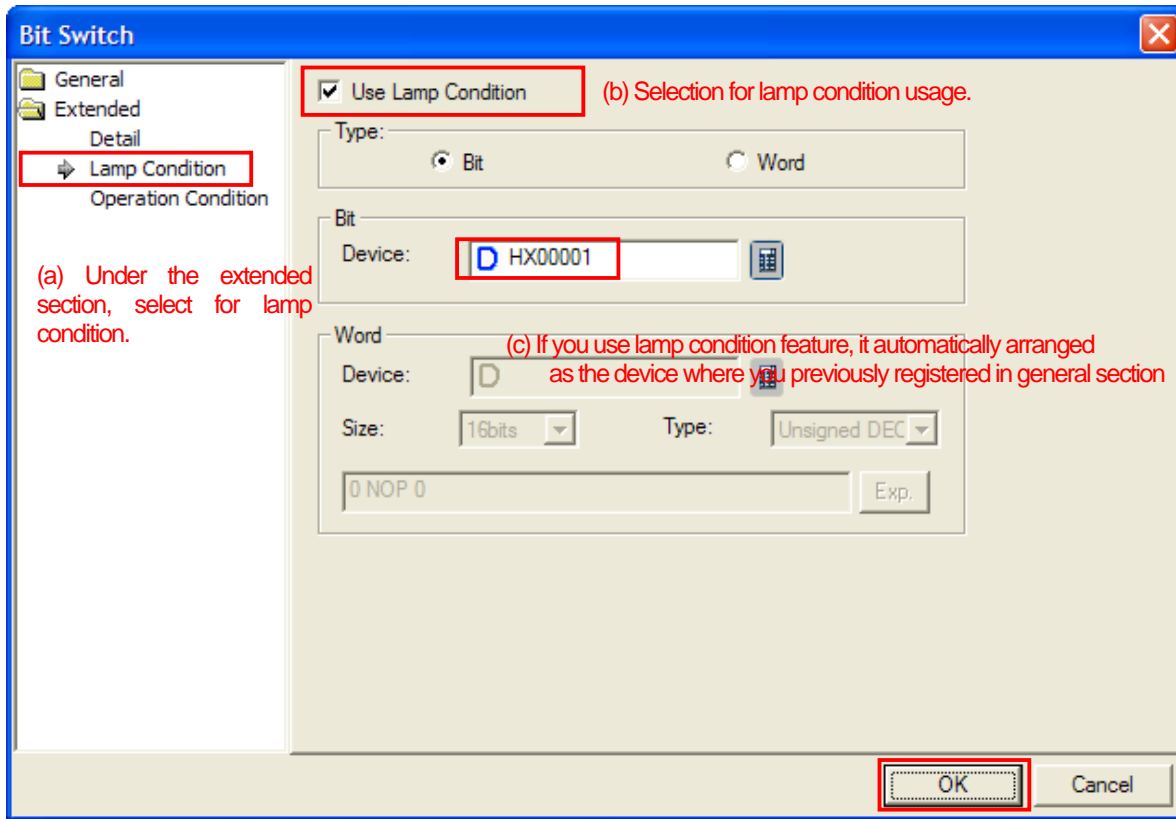 Bit Switch
General
Extended
Detail
Lamp Condition
Operation Condition
(a) Under the extended
section, select for lamp
condition.
Use Lamp Condition
(b) Selection for lamp condition usage.
Type:
Bit
Word
Bit
Device:
D HX00001
Word
(c) If you use lamp condition feature, it automatically arranged
as the device where you previously registered in general section
Device:
D
Size:
16bits
Type:
Unsigned DEC
0 NOP 0
Exp.
OK
Cancel